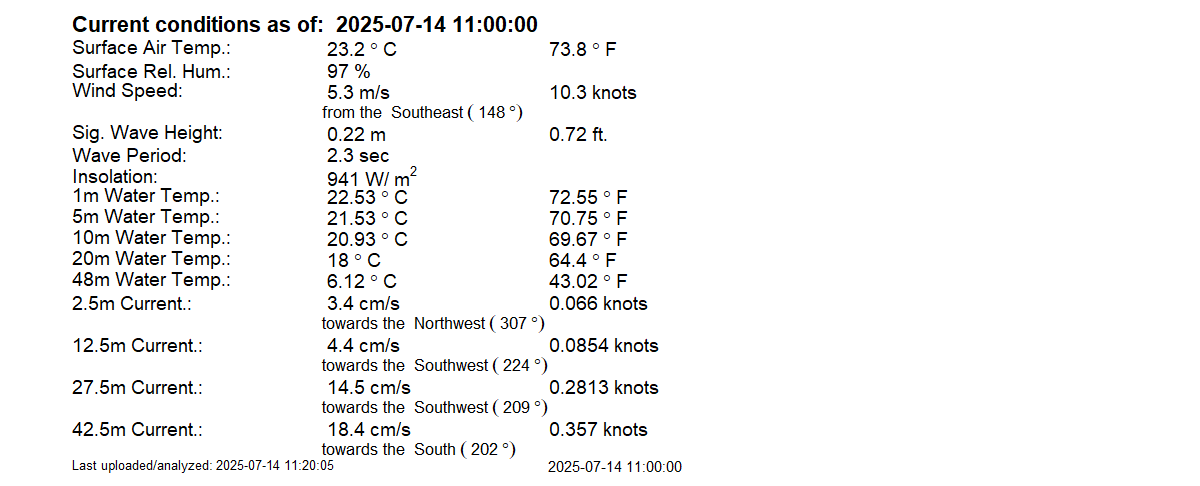 Current conditions as of: 2025-07-14 11:00:00
Surface Air Temp.: 23.2 ° C 73.8 ° F
Surface Rel. Hum.: 97 %
Wind Speed: 5.3 m/s 10.3 knots
from the Southeast ( 148 °)
Sig. Wave Height: 0.22 m 0.72 ft.
Wave Period: 2.3 sec
Insolation: 941 W/ m²
1m Water Temp.: 22.53 ° C 72.55 ° F
5m Water Temp.: 21.53 ° C 70.75 ° F
10m Water Temp.: 20.93 ° C 69.67 ° F
20m Water Temp.: 18 ° C 64.4 ° F
48m Water Temp.: 6.12 ° C 43.02 ° F
2.5m Current.: 3.4 cm/s 0.066 knots
towards the Northwest ( 307 °)
12.5m Current.: 4.4 cm/s 0.0854 knots
towards the Southwest ( 224 °)
27.5m Current.: 14.5 cm/s 0.2813 knots
towards the Southwest ( 209 °)
42.5m Current.: 18.4 cm/s 0.357 knots
towards the South ( 202 °)
Last uploaded/analyzed: 2025-07-14 11:20:05 2025-07-14 11:00:00